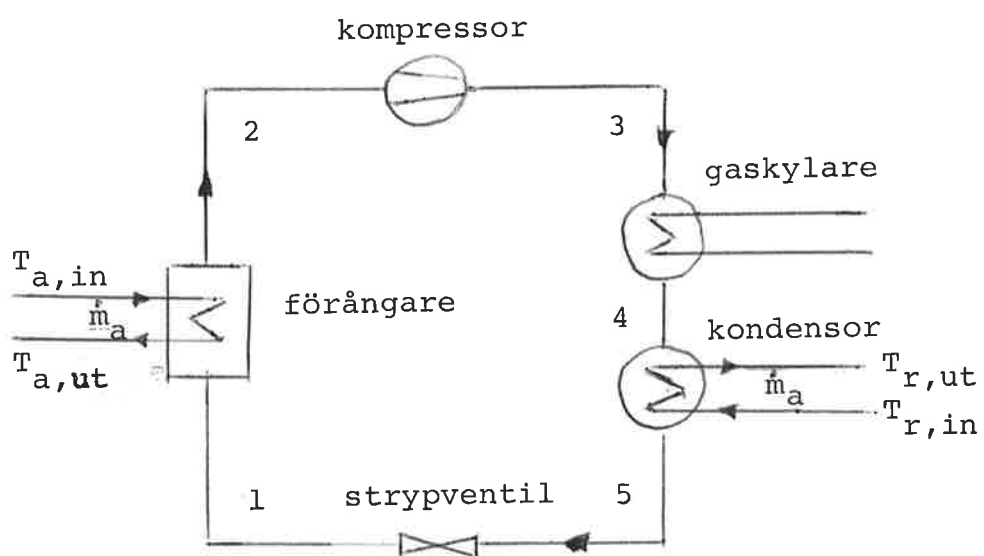 kompressor
2
3
gaskylare
T_a,in
ṁ_a
T_a,ut
förångare
4
kondensor
T_r,ut
ṁ_a
T_r,in
1
strypventil
5